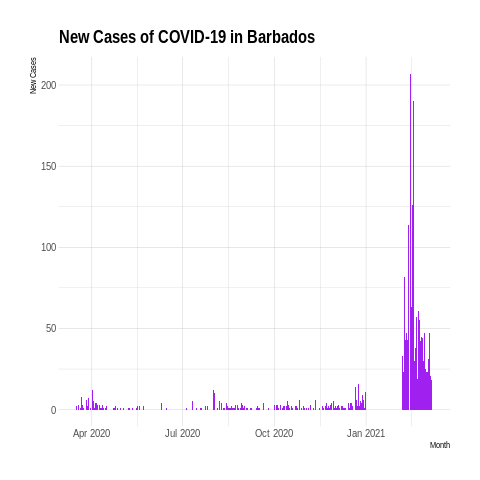 New Cases of COVID-19 in Barbados
New Cases
200
150
100
50
0
Apr 2020 Jul 2020 Oct 2020 Jan 2021
Month